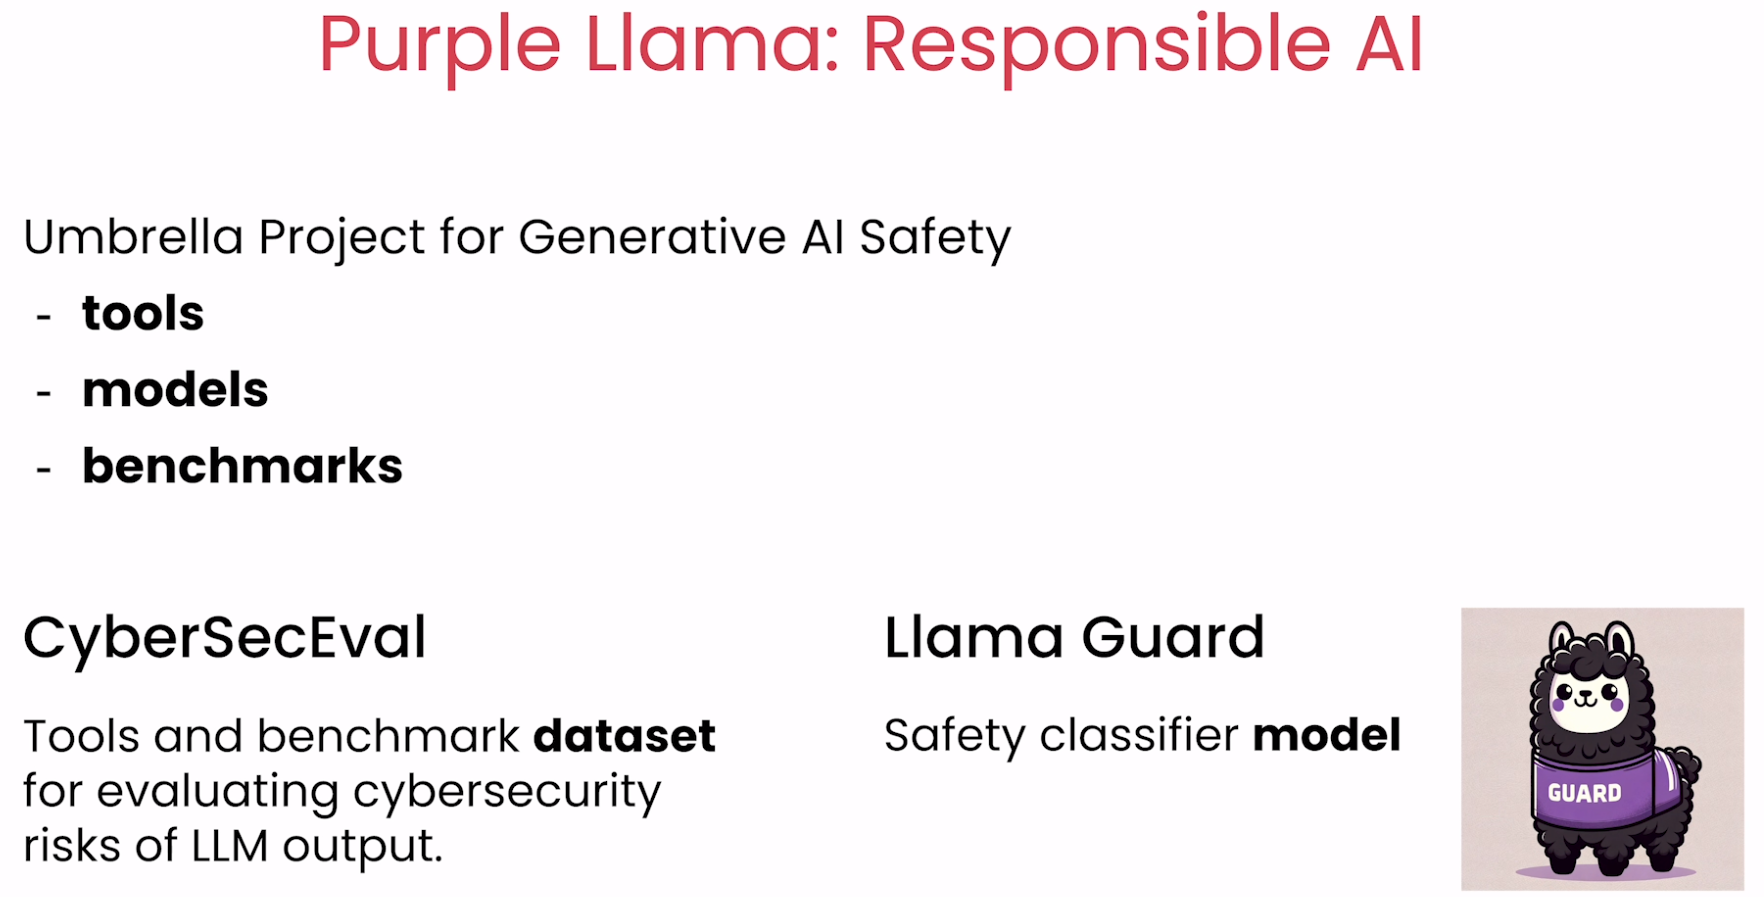 Purple Llama: Responsible AI
Umbrella Project for Generative AI Safety
- tools
- models
- benchmarks
CyberSecEval
Tools and benchmark dataset
for evaluating cybersecurity
risks of LLM output.
Llama Guard
Safety classifier model
GUARD